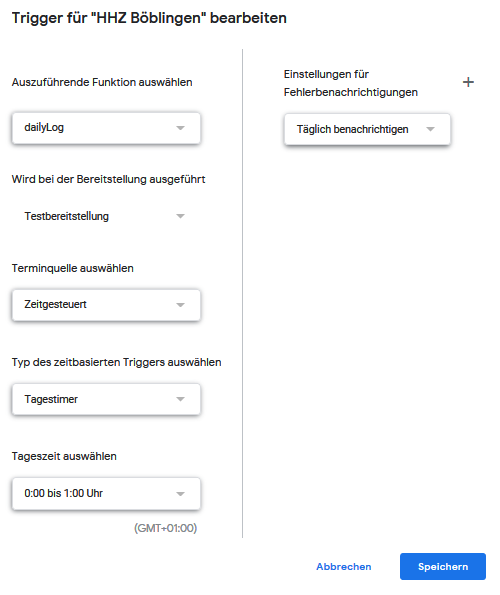 Trigger für "HHZ Böblingen" bearbeiten
Auszuführende Funktion auswählen
dailyLog
Wird bei der Bereitstellung ausgeführt
Testbereitstellung
Terminquelle auswählen
Zeitgesteuert
Typ des zeitbasierten Triggers auswählen
Tagestimer
Tageszeit auswählen
0:00 bis 1:00 Uhr
(GMT+01:00)
Einstellungen für
Fehlerbenachrichtigungen
Täglich benachrichtigen
Abbrechen
Speichern